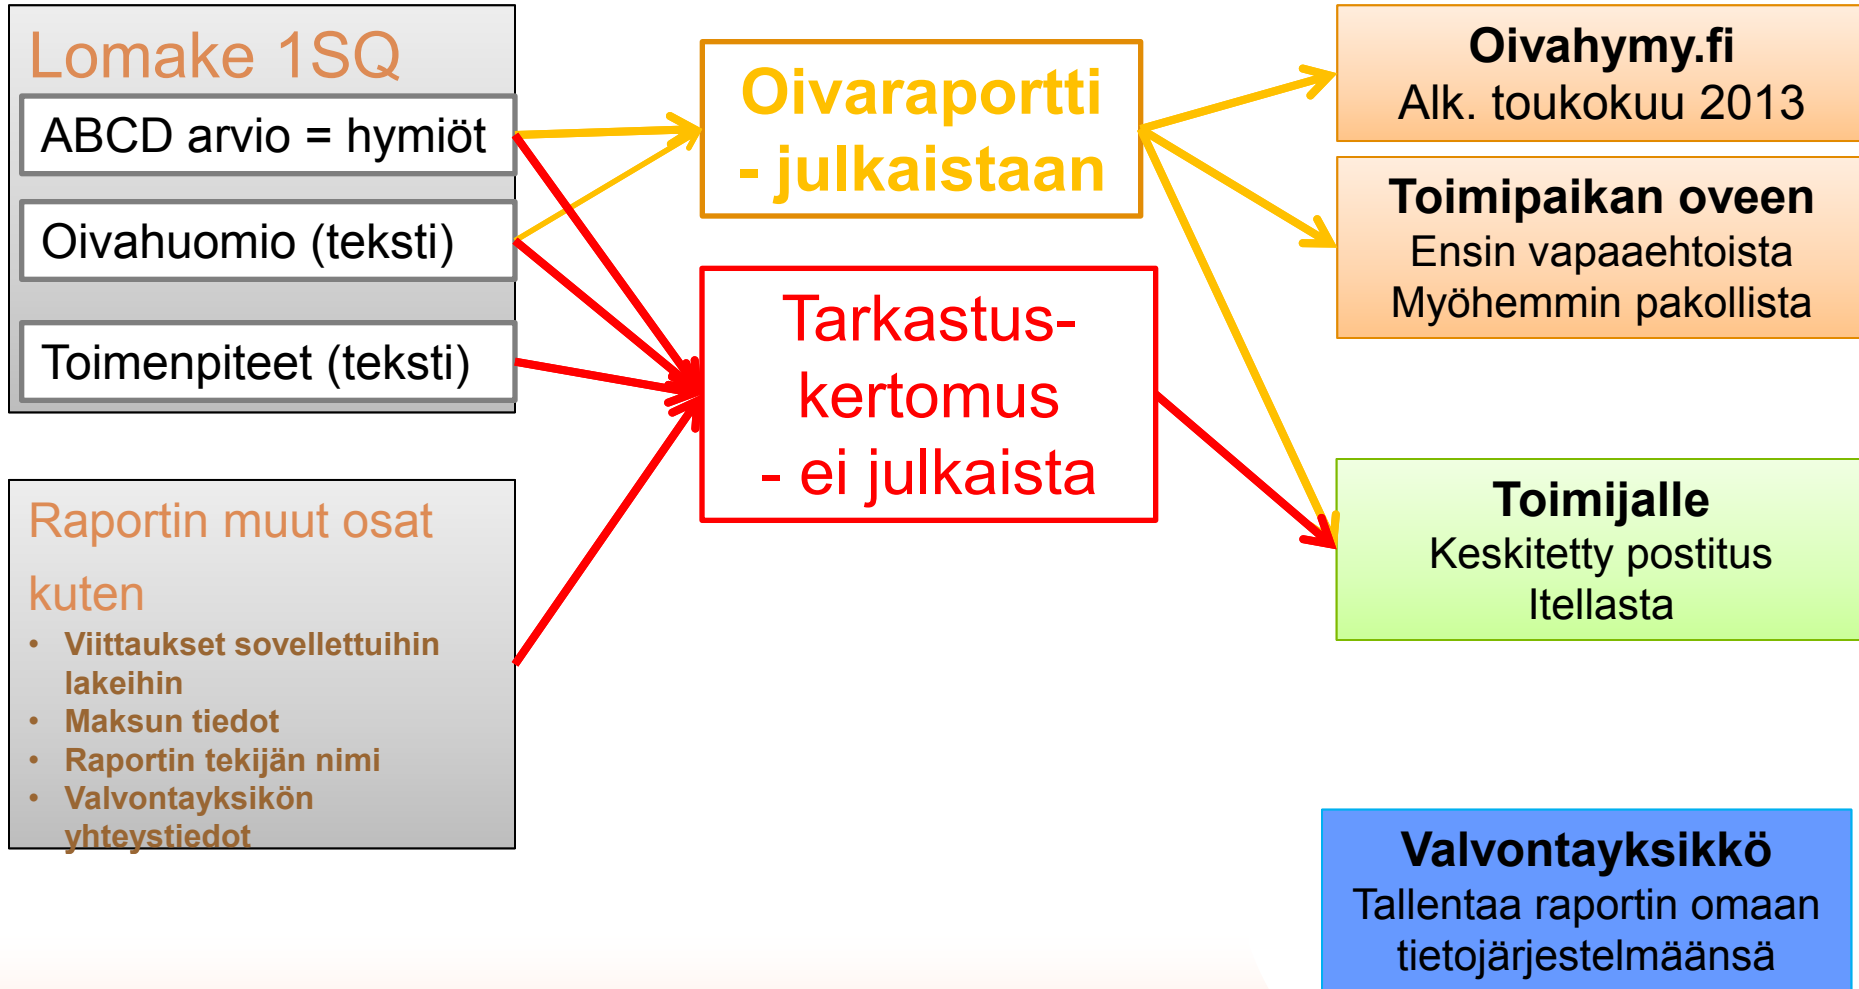 Lomake 1SQ
ABCD arvio = hymiöt
Oivahuomio (teksti)
Toimenpiteet (teksti)
Raportin muut osat
kuten
• Viittaukset sovellettuihin
lakeihin
• Maksun tiedot
• Raportin tekijän nimi
• Valvontayksikön
yhteystiedot
Oivaraportti
- julkaistaan
Tarkastus-
kertomus
- ei julkaista
Oivahymy.fi
Alk. toukokuu 2013
Toimipaikan oveen
Ensin vapaaehtoista
Myöhemmin pakollista
Toimijalle
Keskitetty postitus
Itellasta
Valvontayksikkö
Tallentaa raportin omaan
tietojärjestelmäänsä